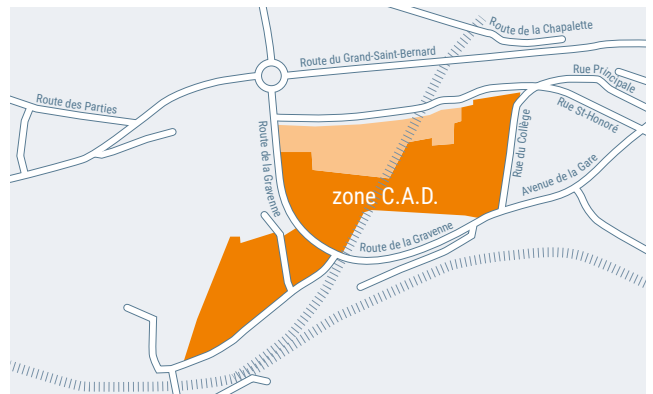 Route de la Chapalette
Route du Grand-Saint-Bernard
Rue Principale
Route des Parties
Rue St-Honoré
Route de la Gravenne
Rue du Collège
Avenue de la Gate
zone C.A.D.
Route de la Gravenne